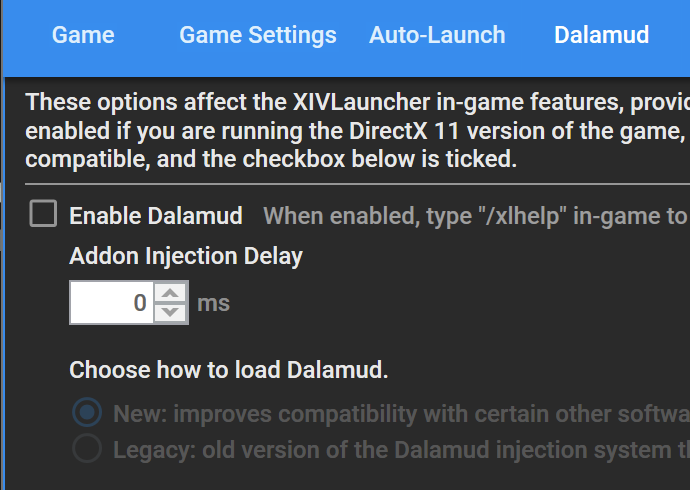 Game Game Settings Auto-Launch Dalamud
These options affect the XIVLauncher in-game features, provid
enabled if you are running the DirectX 11 version of the game,
compatible, and the checkbox below is ticked.
Enable Dalamud When enabled, type "/xlhelp" in-game to
Addon Injection Delay
0 ms
Choose how to load Dalamud.
New: improves compatibility with certain other softwa
Legacy: old version of the Dalamud injection system th